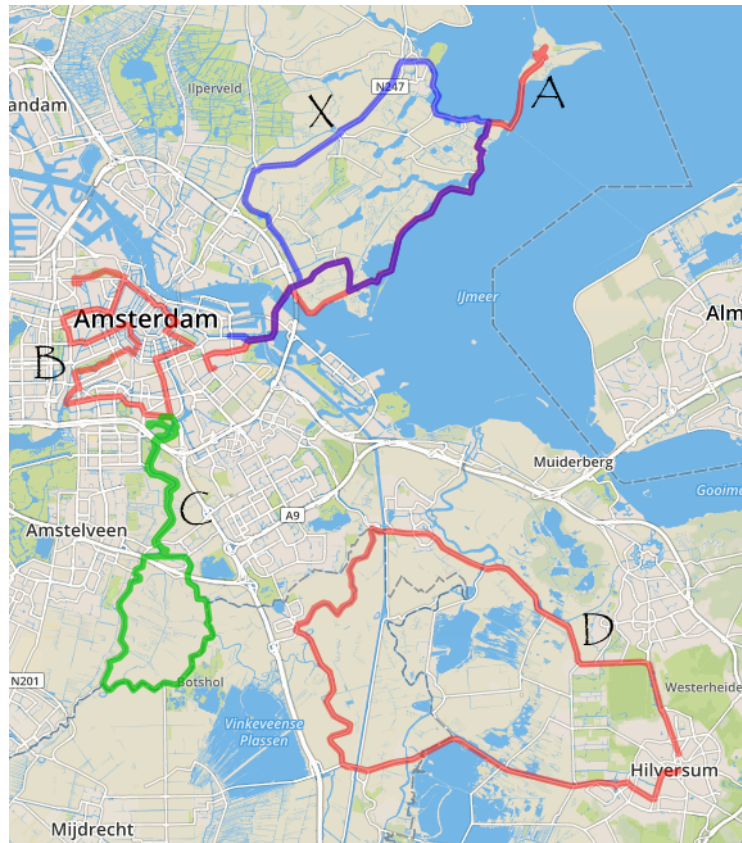 Ilperveld
N247
A
andam
X
IJmeer
Amsterdam
Alm
B
Muiderberg
Gooime
C
A9
Amstelveen
D
N201
Botshol
Westerheide
Vinkeveense
Plassen
Hilversum
Mijdrecht